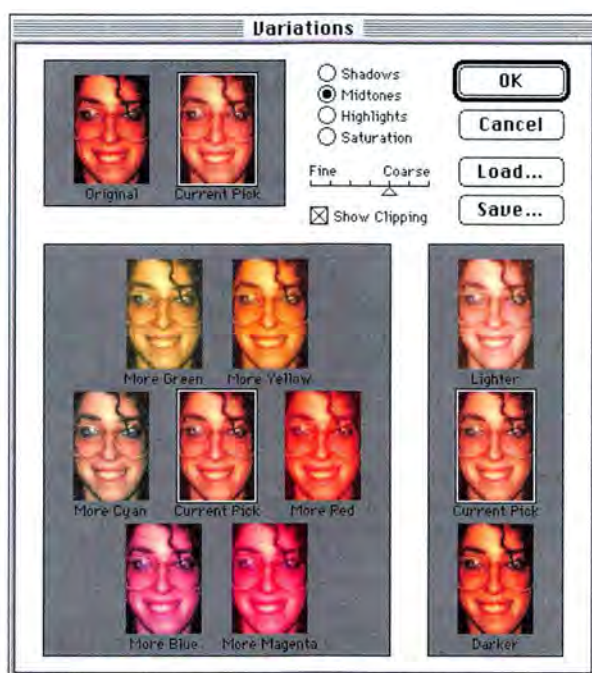 Variations
Original
Current Pick
Shadows
Midtones
Highlights
Saturation
Fine
Coarse
Show Clipping
OK
Cancel
Load...
Save...
More Green
More Yellow
More Cyan
Current Pick
More Red
More Blue
More Magenta
Lighter
Current Pick
Darker